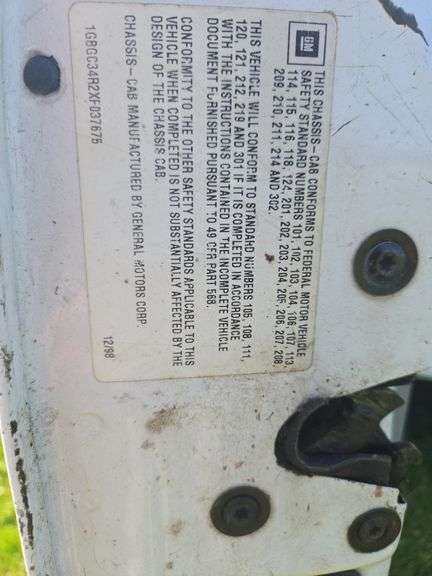 GM
THIS CHASSIS-CAB CONFORMS TO FEDERAL MOTOR VEHICLE
SAFETY STANDARD NUMBERS 101, 102, 103, 104, 106, 107, 113,
114, 115, 116, 118, 124, 201, 202, 203, 204, 205, 206, 207, 208,
209, 210, 211, 214 AND 302.
THIS VEHICLE WILL CONFORM TO STANDARD NUMBERS 105, 108, 111,
120, 121, 212, 219 AND 301. IF IT IS COMPLETED IN ACCORDANCE
WITH THE INSTRUCTIONS CONTAINED IN THE INCOMPLETE VEHICLE
DOCUMENT FURNISHED PURSUANT TO 49 CFR PART 568.
CONFORMITY TO THE OTHER SAFETY STANDARDS APPLICABLE TO THIS
VEHICLE WHEN COMPLETED IS NOT SUBSTANTIALLY AFFECTED BY THE
DESIGN OF THE CHASSIS CAB.
CHASSIS-CAB MANUFACTURED BY GENERAL MOTORS CORP.
1GBGC34R2XF037675 12/98